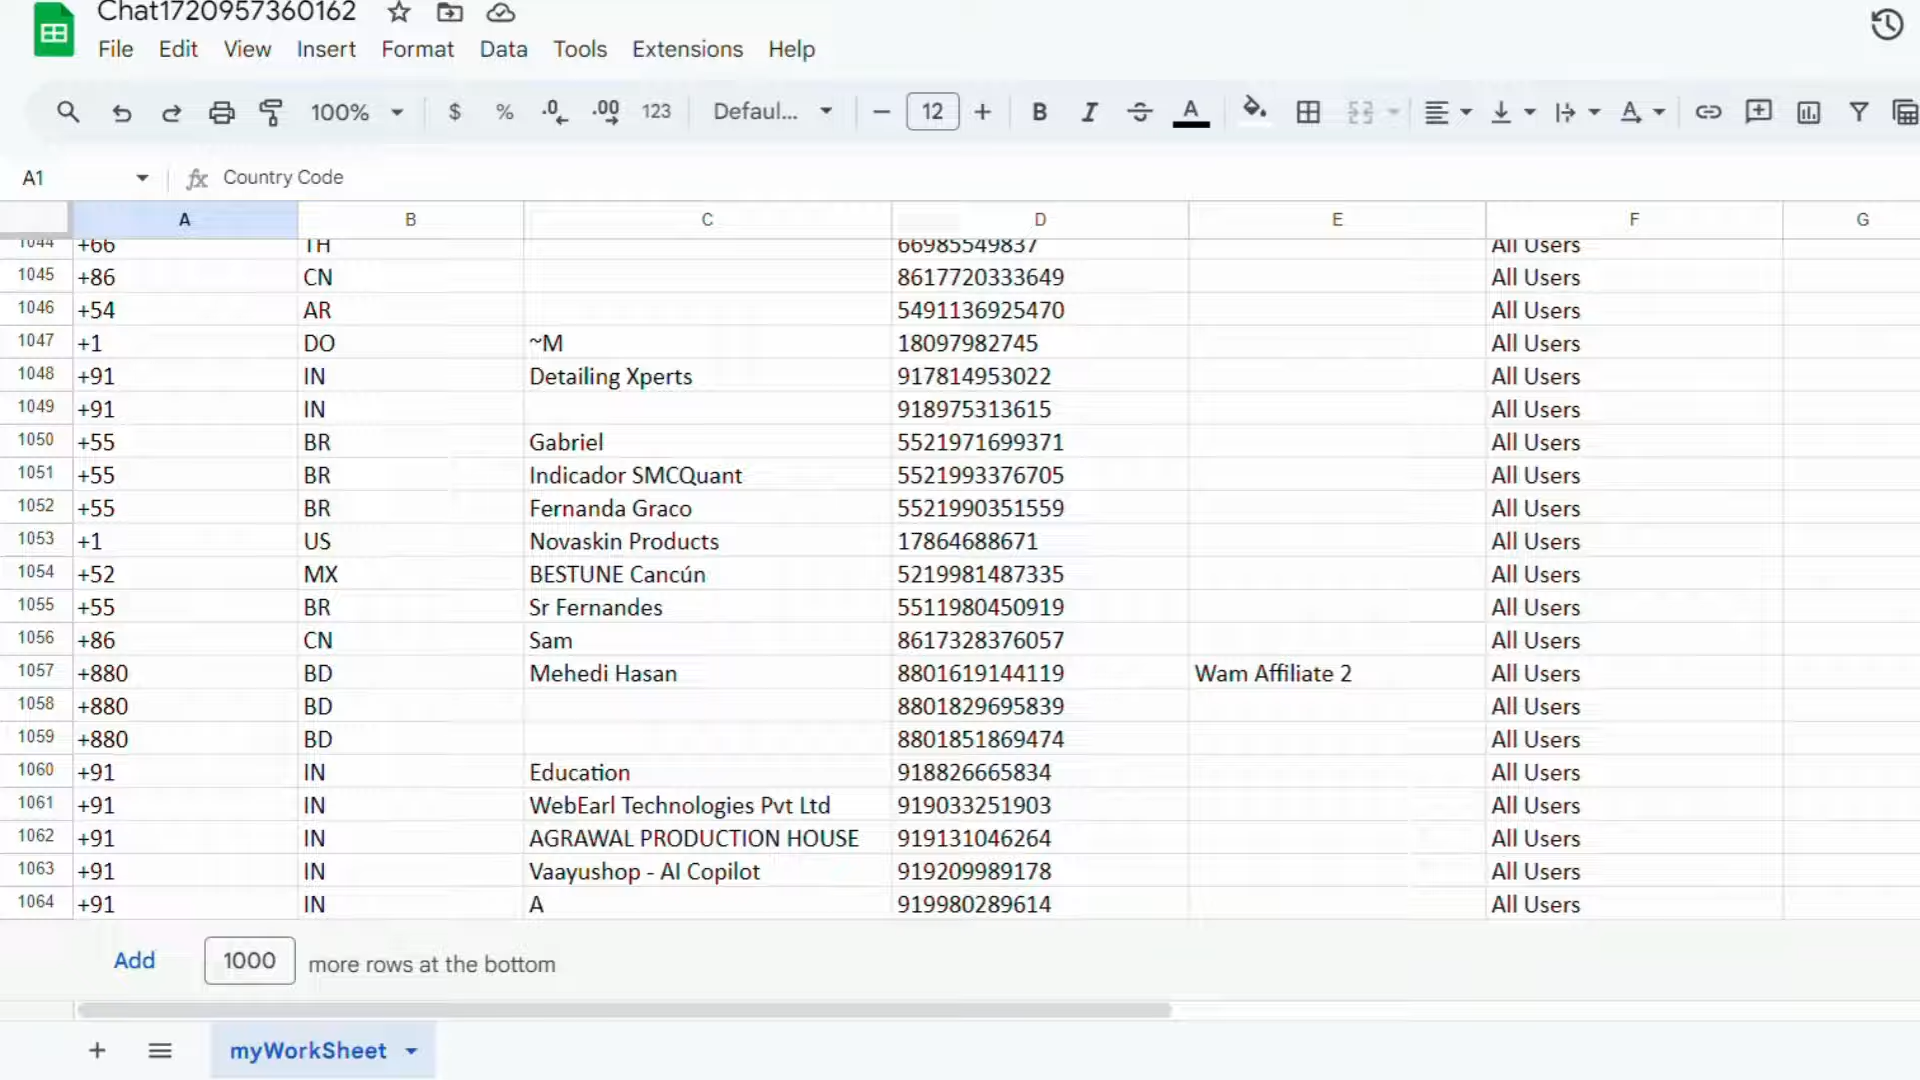 Chat1720957360162
File Edit View Insert Format Data Tools Extensions Help
100% $ % .0 .00 123 Defaul... 12 B I A A
A1 fx Country Code
A B C D E F G
1044 +66 TH 66985549837 All Users
1045 +86 CN 8617720333649 All Users
1046 +54 AR 5491136925470 All Users
1047 +1 DO ~M 18097982745 All Users
1048 +91 IN Detailing Xperts 917814953022 All Users
1049 +91 IN 918975313615 All Users
1050 +55 BR Gabriel 5521971699371 All Users
1051 +55 BR Indicador SMCQuant 5521993376705 All Users
1052 +55 BR Fernanda Graco 5521990351559 All Users
1053 +1 US Novaskin Products 17864688671 All Users
1054 +52 MX BESTUNE Cancún 5219981487335 All Users
1055 +55 BR Sr Fernandes 5511980450919 All Users
1056 +86 CN Sam 8617328376057 All Users
1057 +880 BD Mehedi Hasan 8801619144119 Wam Affiliate 2 All Users
1058 +880 BD 8801829695839 All Users
1059 +880 BD 8801851869474 All Users
1060 +91 IN Education 918826665834 All Users
1061 +91 IN WebEarl Technologies Pvt Ltd 919033251903 All Users
1062 +91 IN AGRAWAL PRODUCTION HOUSE 919131046264 All Users
1063 +91 IN Vaayushop - AI Copilot 919209989178 All Users
1064 +91 IN A 919980289614 All Users
Add 1000 more rows at the bottom
myWorkSheet